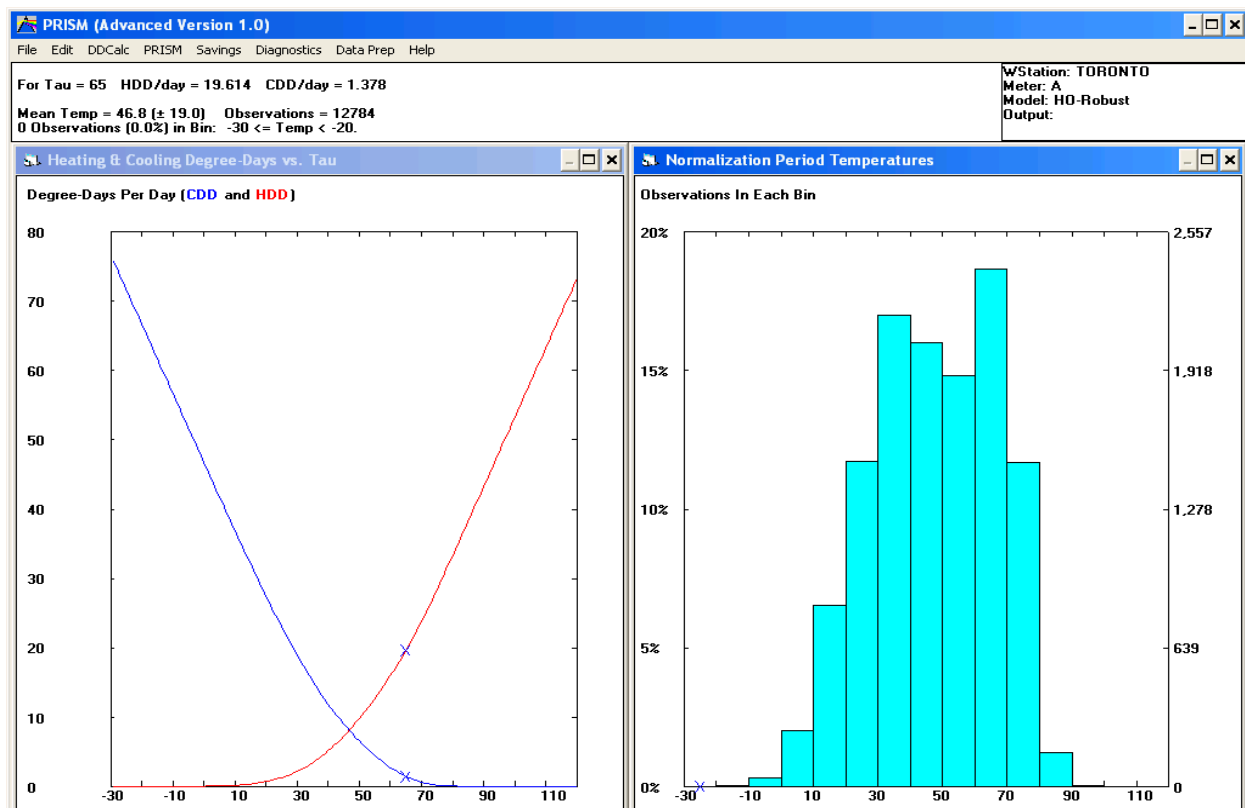 PRISM (Advanced Version 1.0)
File Edit DDCalc PRISM Savings Diagnostics Data Prep Help
For Tau = 65 HDD/day = 19.614 CDD/day = 1.378
Mean Temp = 46.8 (± 19.0) Observations = 12784
0 Observations (0.0%) in Bin: -30 <= Temp < -20.
WStation: TORONTO
Meter: A
Model: HO-Robust
Output:
Heating & Cooling Degree-Days vs. Tau
Degree-Days Per Day (CDD and HDD)
80
70
60
50
40
30
20
10
0
-30 -10 10 30 50 70 90 110
Normalization Period Temperatures
Observations In Each Bin
20% 2,557
15% 1,918
10% 1,278
5% 639
0% 0
-30 -10 10 30 50 70 90 110